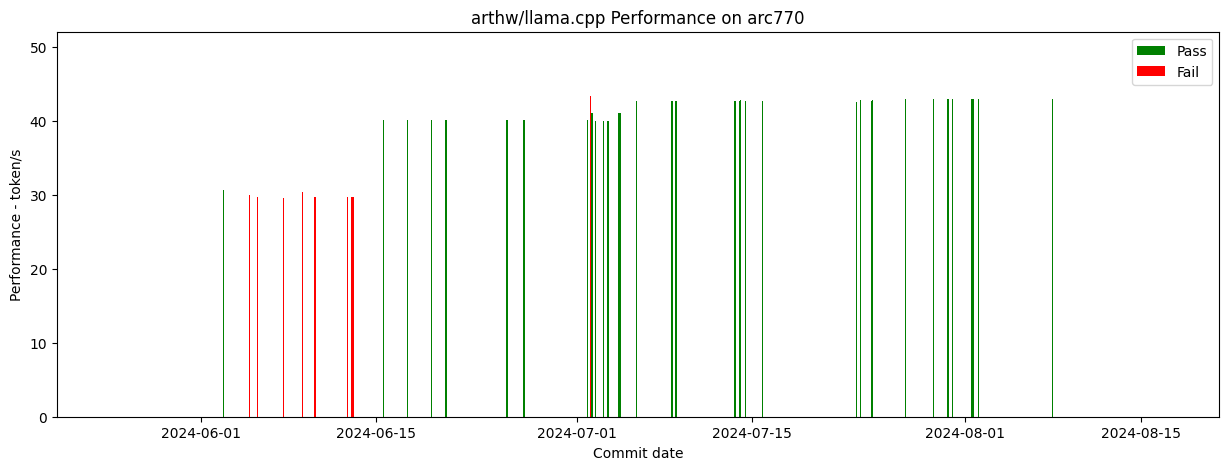 arthw/llama.cpp Performance on arc770
Pass
Fail
Performance - token/s
50
40
30
20
10
0
2024-06-01
2024-06-15
2024-07-01
2024-07-15
2024-08-01
2024-08-15
Commit date